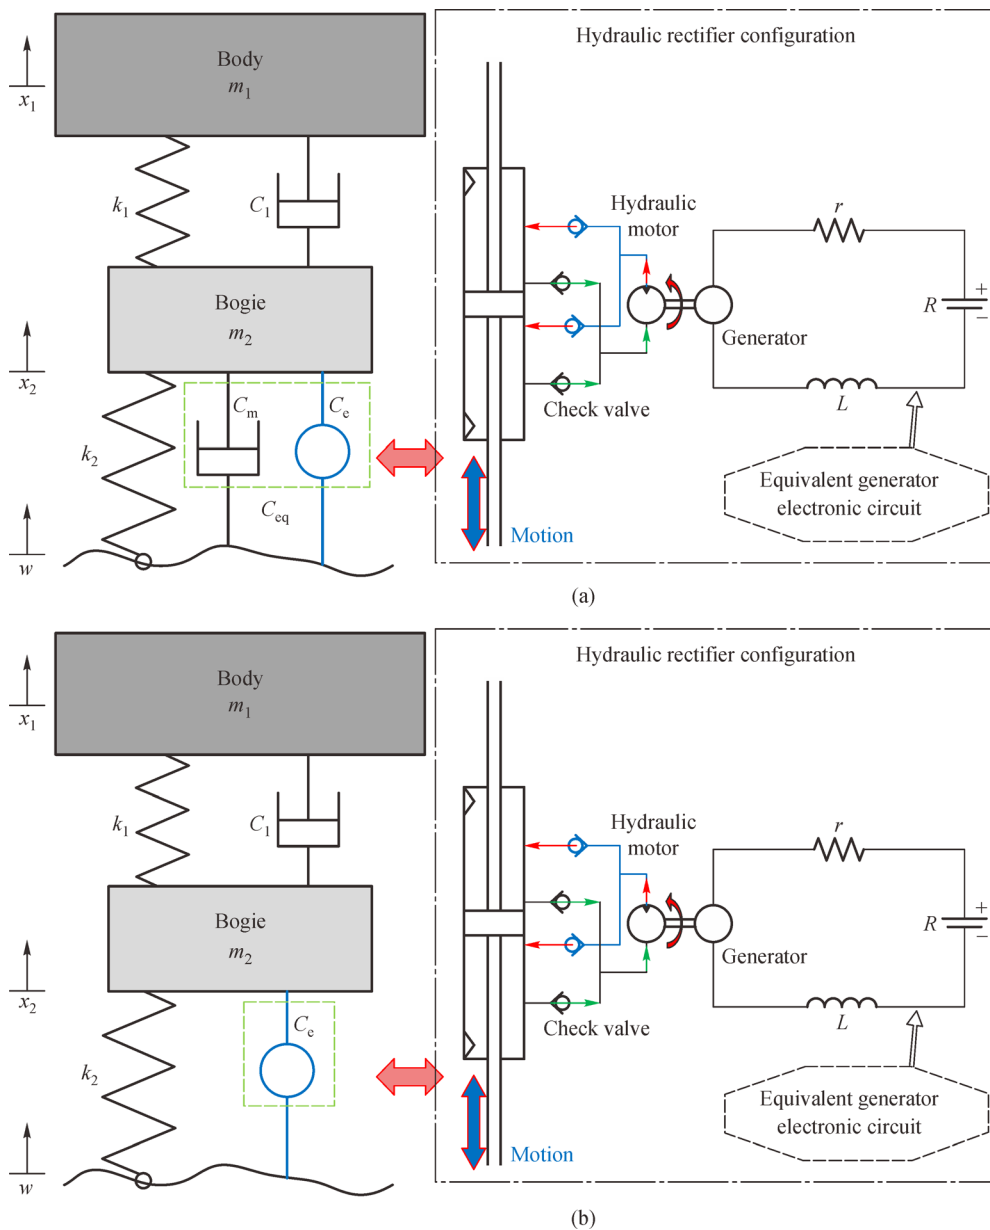 Hydraulic rectifier configuration
Body
m1
x1
k1
C1
Hydraulic
motor
r
Bogie
m2
R
+
−
Generator
x2
Cm
Ce
Check valve
L
k2
Ceq
Equivalent generator
electronic circuit
Motion
w
(a)
Hydraulic rectifier configuration
Body
m1
x1
k1
C1
Hydraulic
motor
r
Bogie
m2
R
+
−
Generator
x2
Ce
Check valve
L
k2
Equivalent generator
electronic circuit
Motion
w
(b)